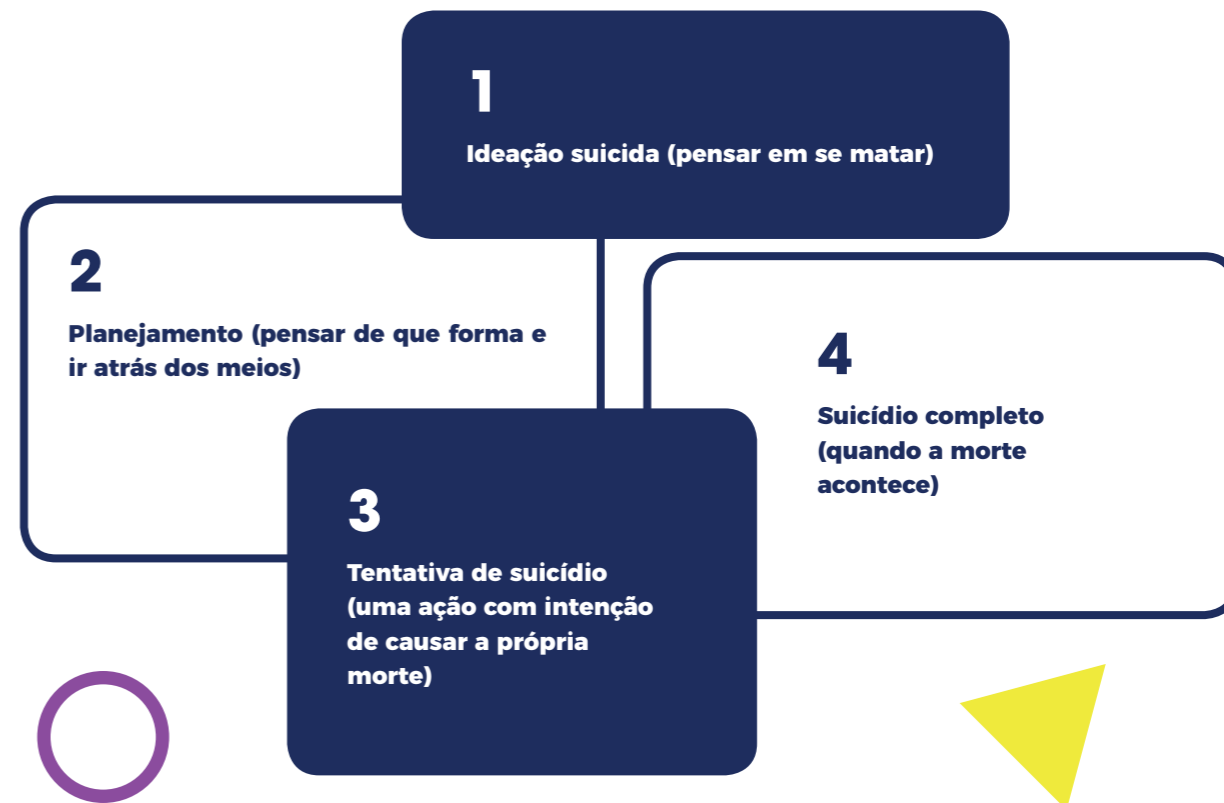 1
Ideação suicida (pensar em se matar)
2
Planejamento (pensar de que forma e
ir atrás dos meios)
3
Tentativa de suicídio
(uma ação com intenção
de causar a própria
morte)
4
Suicídio completo
(quando a morte
acontece)